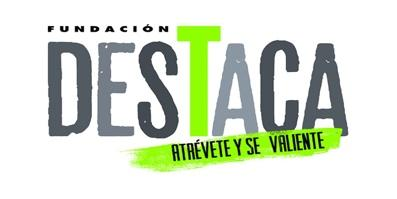 FUNDACIÓN
DESTACA
ATRÉVETE Y SE VALIENTE